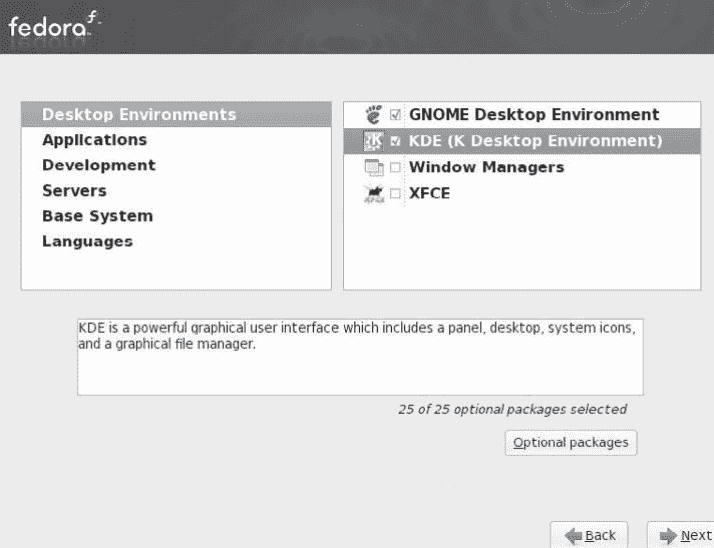 fedora
Desktop Environments
Applications
Development
Servers
Base System
Languages
GNOME Desktop Environment
KDE (K Desktop Environment)
Window Managers
XFCE
KDE is a powerful graphical user interface which includes a panel, desktop, system icons,
and a graphical file manager.
25 of 25 optional packages selected
Optional packages
Back
Next